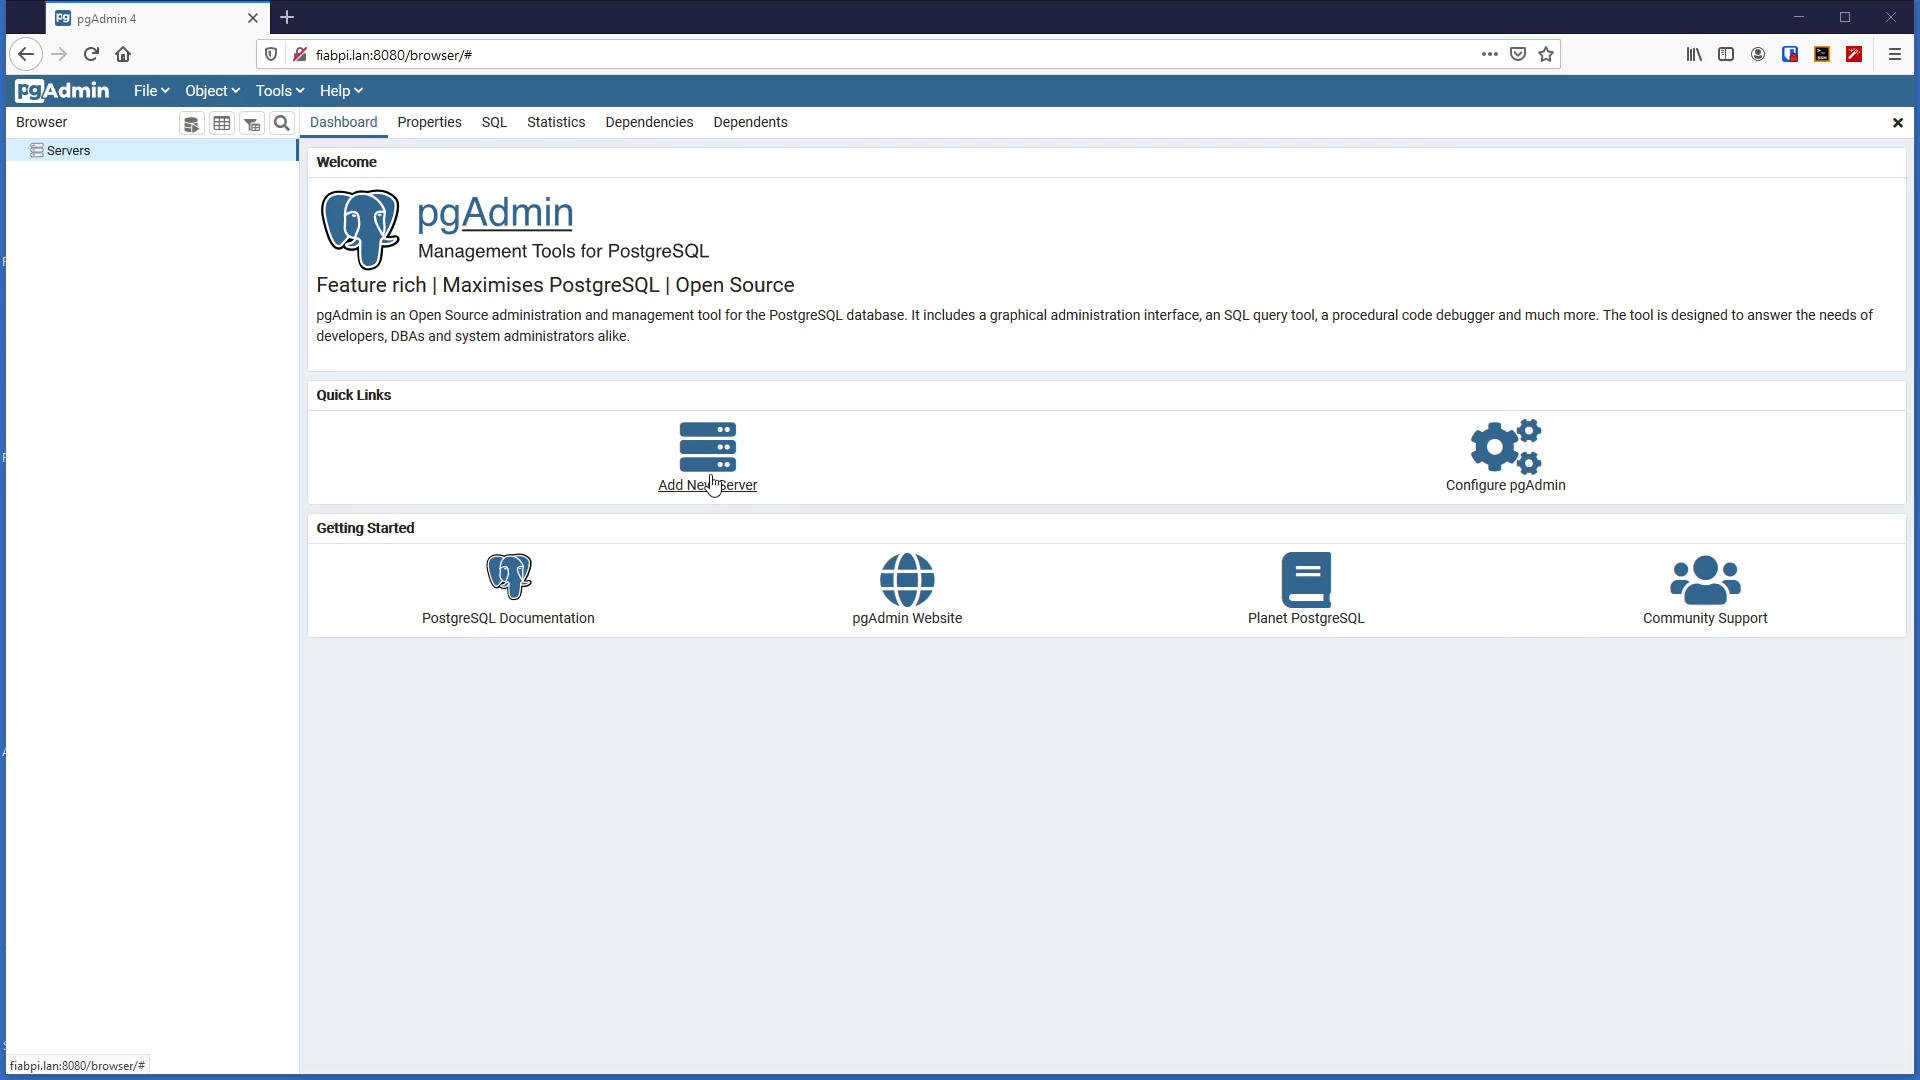 pgAdmin 4
fiabpi.lan:8080/browser/#
pgAdmin File Object Tools Help
Browser
Dashboard Properties SQL Statistics Dependencies Dependents
Servers
Welcome
pgAdmin
Management Tools for PostgreSQL
Feature rich | Maximises PostgreSQL | Open Source
pgAdmin is an Open Source administration and management tool for the PostgreSQL database. It includes a graphical administration interface, an SQL query tool, a procedural code debugger and much more. The tool is designed to answer the needs of
developers, DBAs and system administrators alike.
Quick Links
Add New Server
Configure pgAdmin
Getting Started
PostgreSQL Documentation
pgAdmin Website
Planet PostgreSQL
Community Support
fiabpi.lan:8080/browser/#